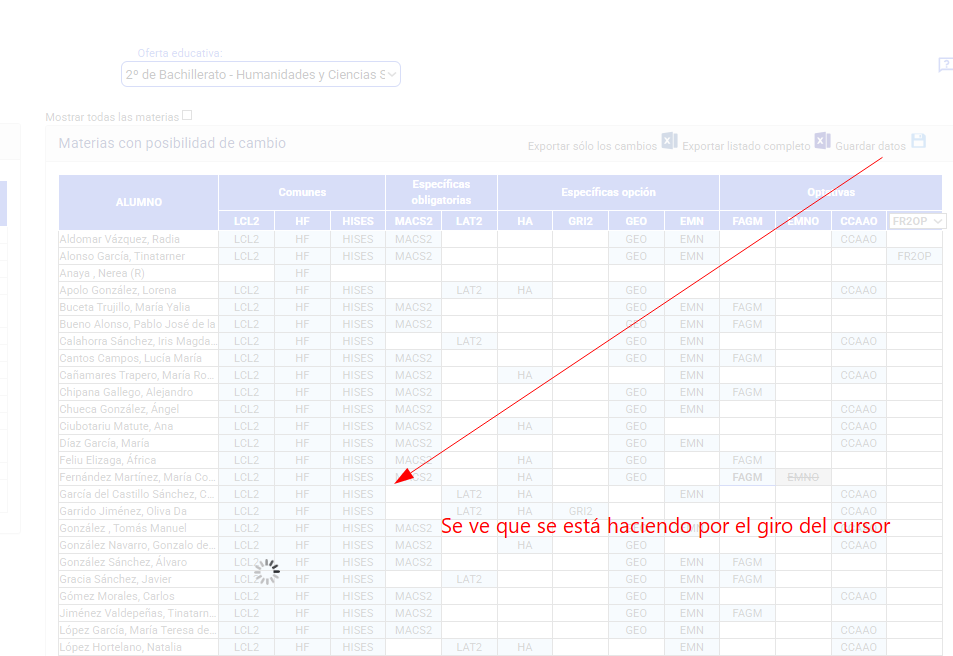 Oferta educativa:
2º de Bachillerato - Humanidades y Ciencias S
Mostrar todas las materias
Materias con posibilidad de cambio
Exportar sólo los cambios Exportar listado completo Guardar datos
ALUMNO Comunes Específicas obligatorias Específicas opción Optativas
LCL2 HF HISES MACS2 LAT2 HA GRI2 GEO EMN FAGM EMNO CCAAO FR2OP
Aldomar Vázquez, Radia LCL2 HF HISES MACS2 GEO EMN CCAAO
Alonso García, Tinatamer LCL2 HF HISES MACS2 GEO EMN FR2OP
Anaya , Nerea (R) HF
Apolo González, Lorena LCL2 HF HISES LAT2 HA GEO CCAAO
Buceta Trujillo, María Yalia LCL2 HF HISES MACS2 GEO EMN FAGM
Bueno Alonso, Pablo José de la LCL2 HF HISES MACS2 GEO EMN FAGM
Calahorra Sánchez, Iris Magda... LCL2 HF HISES LAT2 GEO EMN CCAAO
Cantos Campos, Lucía María LCL2 HF HISES MACS2 GEO EMN FAGM
Cañamares Trapero, María Ro... LCL2 HF HISES MACS2 HA EMN CCAAO
Chipana Gallego, Alejandro LCL2 HF HISES MACS2 GEO EMN FAGM
Chueca González, Ángel LCL2 HF HISES MACS2 GEO EMN CCAAO
Ciubotariu Matute, Ana LCL2 HF HISES MACS2 HA GEO CCAAO
Díaz García, María LCL2 HF HISES MACS2 GEO EMN CCAAO
Feliu Elizaga, África LCL2 HF HISES MACS2 HA GEO FAGM
Fernández Martínez, María Co... LCL2 HF HISES MACS2 HA GEO FAGM EMNO
García del Castillo Sánchez, C... LCL2 HF HISES LAT2 HA EMN CCAAO
Garrido Jiménez, Oliva Da LCL2 HF HISES LAT2 HA GRI2 CCAAO
Se ve que se está haciendo por el giro del cursor
González , Tomás Manuel LCL2 HF HISES MACS2 GEO EMN CCAAO
González Navarro, Gonzalo de... LCL2 HF HISES MACS2 HA GEO CCAAO
González Sánchez, Álvaro LCL2 HF HISES MACS2 GEO EMN FAGM
Gracia Sánchez, Javier LCL2 HF HISES LAT2 GEO EMN FAGM
Gómez Morales, Carlos LCL2 HF HISES MACS2 GEO EMN CCAAO
Jiménez Valdepeñas, Tinatam... LCL2 HF HISES MACS2 GEO EMN FAGM
López García, María Teresa de... LCL2 HF HISES MACS2 GEO EMN CCAAO
López Hortelano, Natalia LCL2 HF HISES LAT2 HA GEO EMN CCAAO